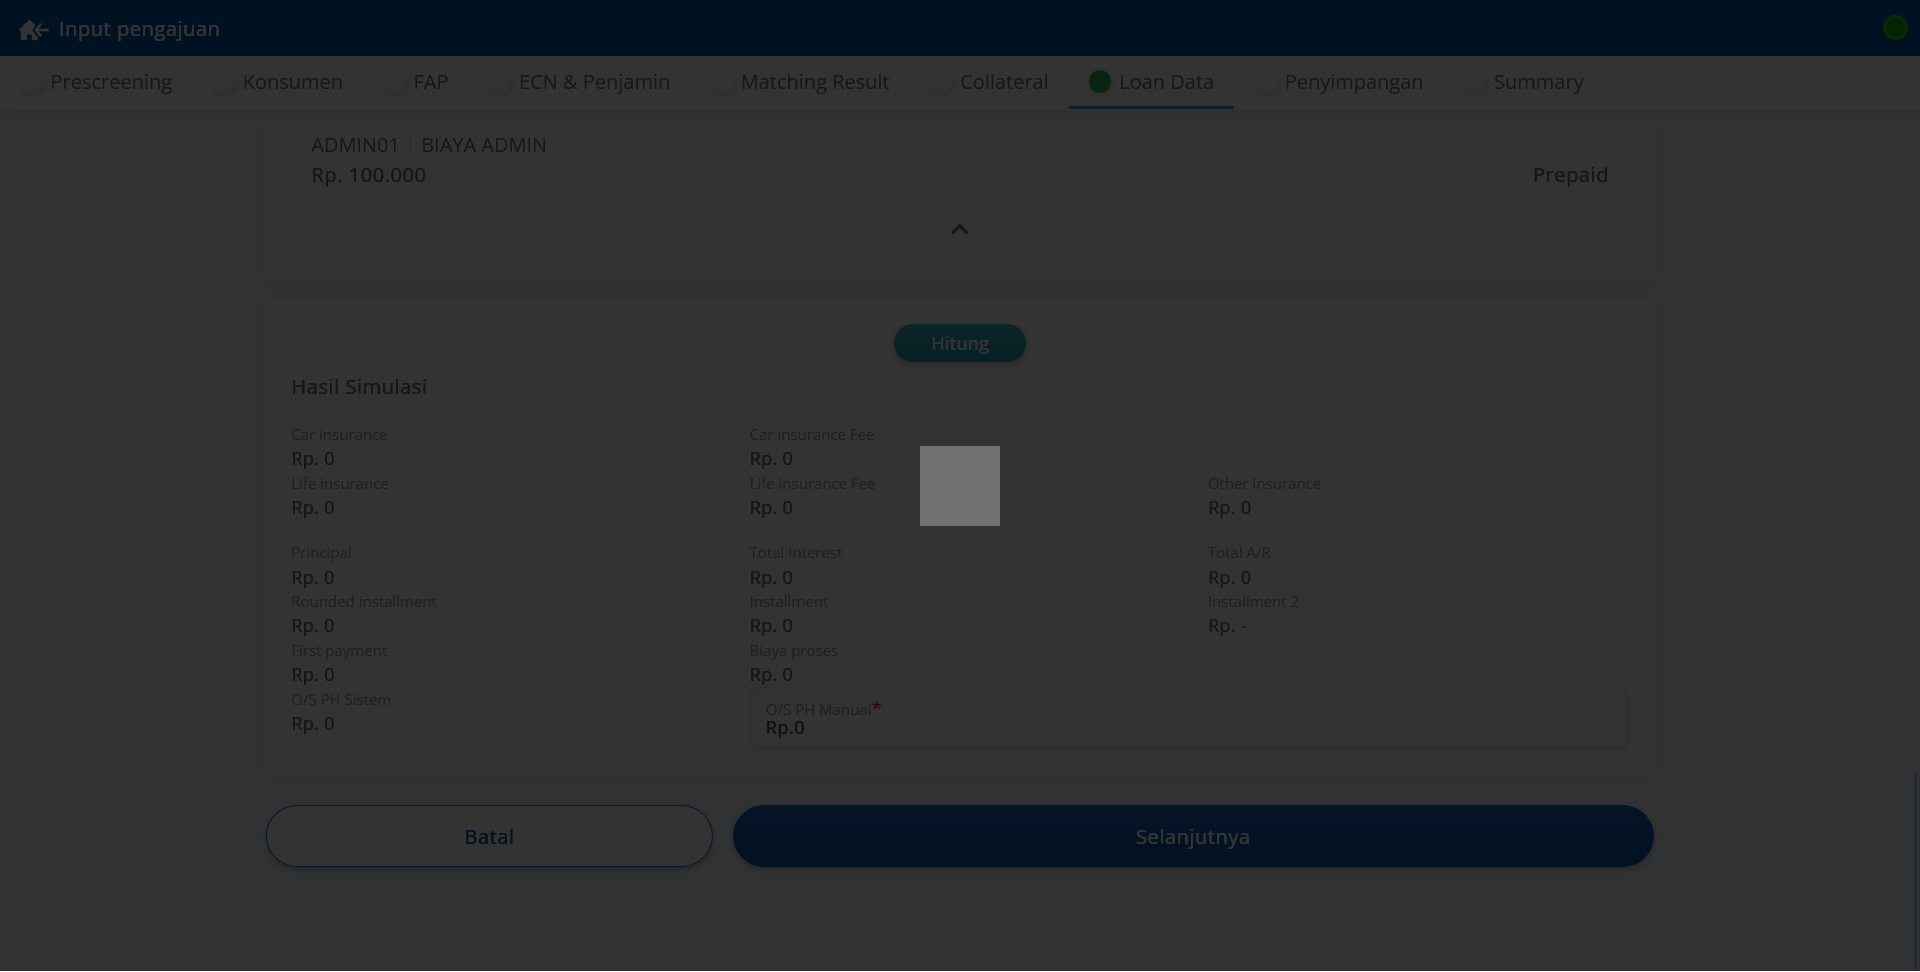 Input pengajuan
Prescreening Konsumen FAP ECN & Penjamin Matching Result Collateral Loan Data Penyimpangan Summary
ADMIN01 BIAYA ADMIN
Rp. 100.000 Prepaid
Hitung
Hasil Simulasi
Car insurance Car insurance Fee
Rp. 0 Rp. 0
Life insurance Life insurance Fee Other insurance
Rp. 0 Rp. 0 Rp. 0
Principal Total Interest Total A/R
Rp. 0 Rp. 0 Rp. 0
Rounded installment Installment Installment 2
Rp. 0 Rp. 0 Rp. -
First payment Biaya proses
Rp. 0 Rp. 0
O/S PH Sistem O/S PH Manual*
Rp. 0 Rp.0
Batal Selanjutnya